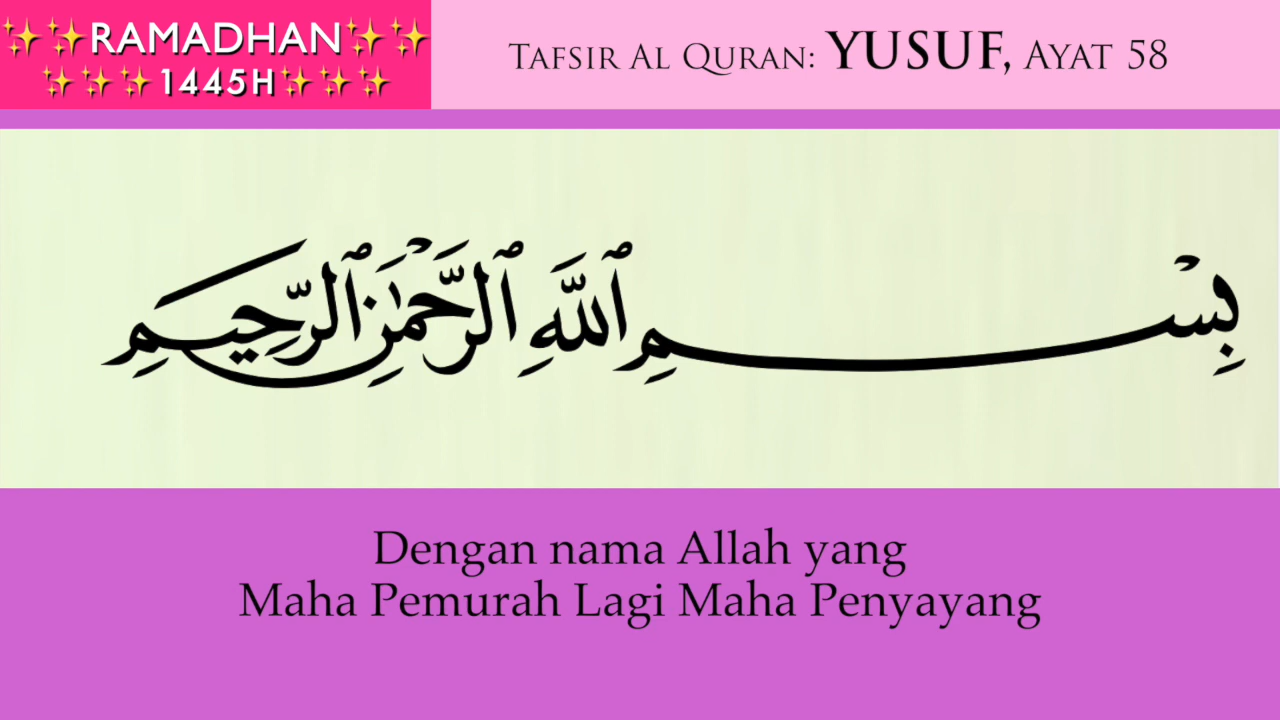 ✨✨RAMADHAN✨✨
✨✨✨1445H✨✨✨
TAFSIR AL QURAN: YUSUF, AYAT 58
بِسْمِ ٱللَّهِ ٱلرَّحْمَٰنِ ٱلرَّحِيمِ
Dengan nama Allah yang
Maha Pemurah Lagi Maha Penyayang